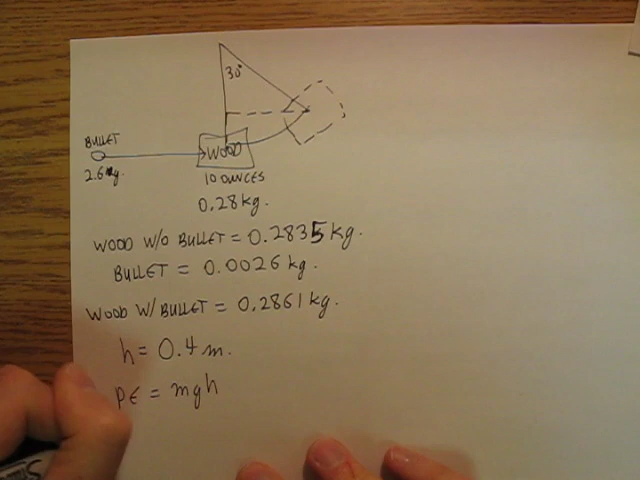 30°
BULLET
WOOD
2.6 g.
10 OUNCES
0.28 kg.
WOOD W/O BULLET = 0.2835 kg.
BULLET = 0.0026 kg.
WOOD W/ BULLET = 0.2861 kg.
h = 0.4 m.
PE = mgh